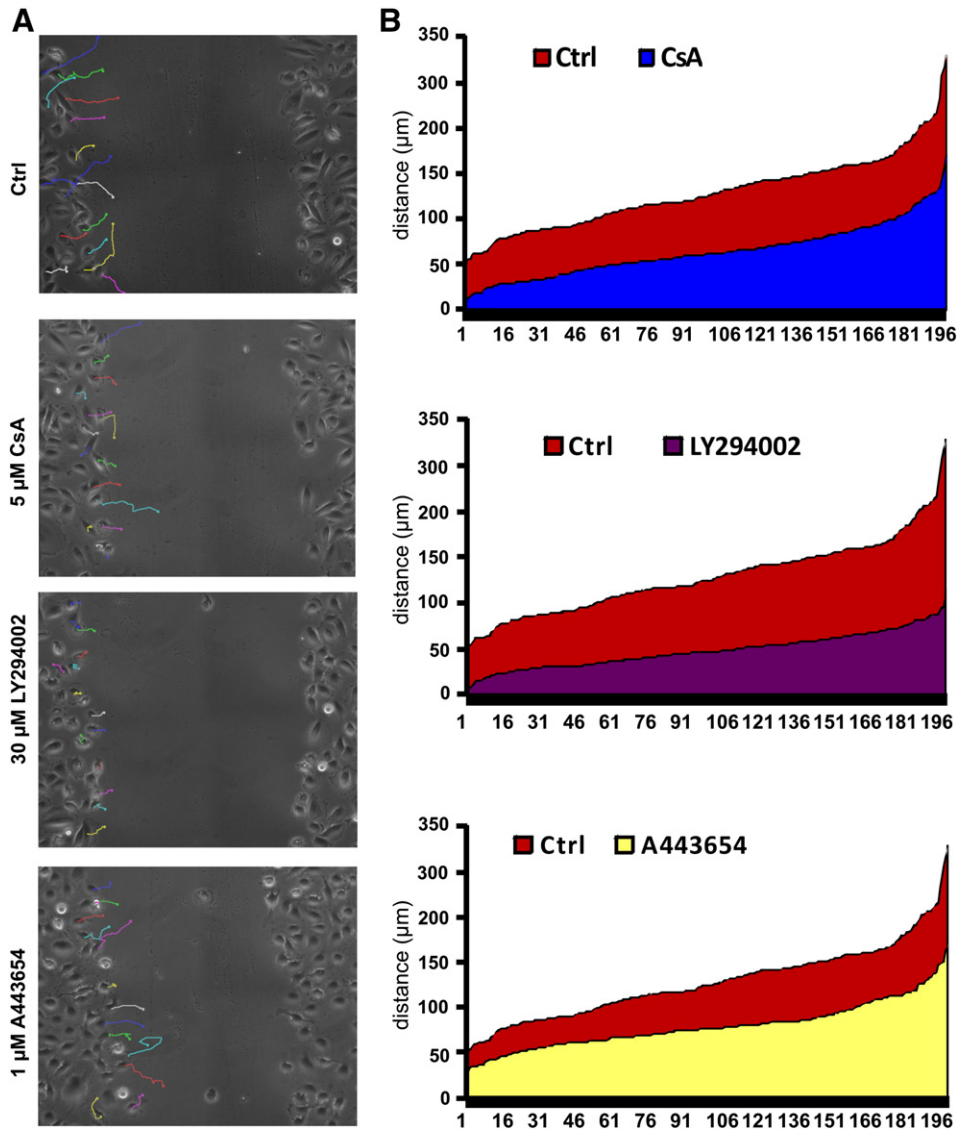 A
B
Ctrl
5 µM CsA
30 µM LY294002
1 µM A443654
Ctrl CsA
distance (µm)
350
300
250
200
150
100
50
0
1 16 31 46 61 76 91 106 121 136 151 166 181 196
Ctrl LY294002
distance (µm)
350
300
250
200
150
100
50
0
1 16 31 46 61 76 91 106 121 136 151 166 181 196
Ctrl A443654
distance (µm)
350
300
250
200
150
100
50
0
1 16 31 46 61 76 91 106 121 136 151 166 181 196